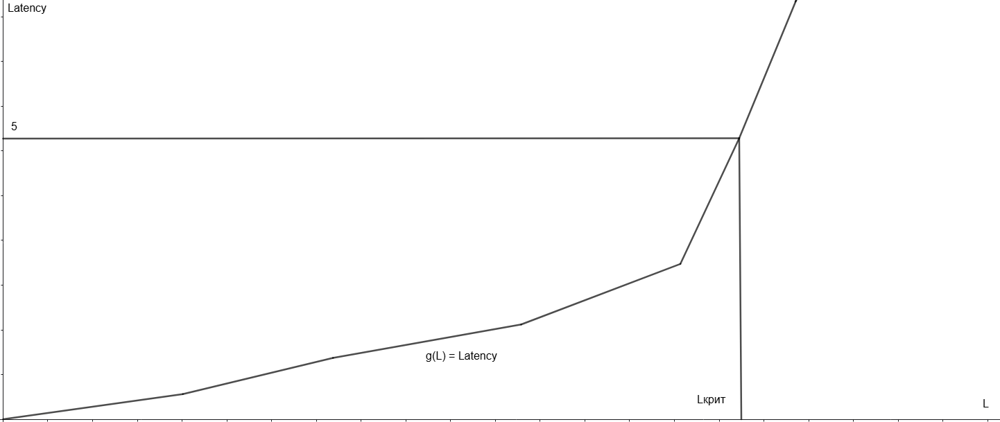 Latency
5
g(L) = Latency
Lкрит
L